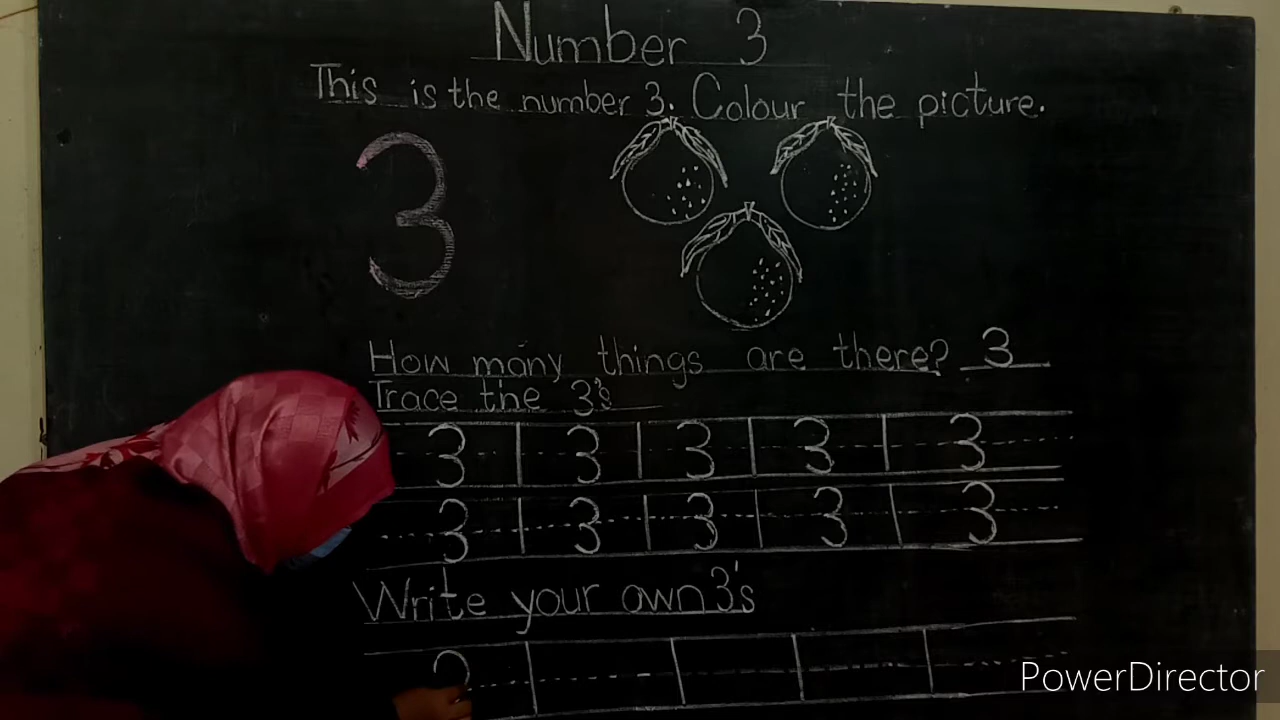 Number 3
This is the number 3. Colour the picture.
3
How many things are there? 3
Trace the 3's
3 3 3 3 3
3 3 3 3 3
Write your own 3's
PowerDirector